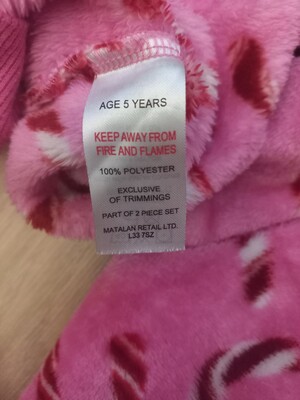 AGE 5 YEARS
KEEP AWAY FROM
FIRE AND FLAMES
100% POLYESTER
EXCLUSIVE
OF TRIMMINGS
PART OF 2 PIECE SET
MATALAN RETAIL LTD.
L33 7SZ